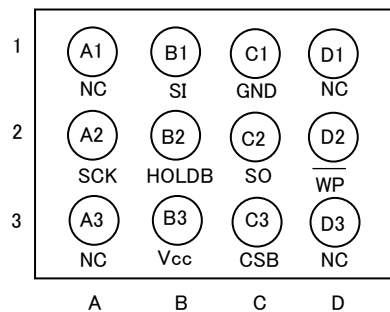 1 A1 B1 C1 D1
NC SI GND NC
2 A2 B2 C2 D2
SCK HOLDB SO W̅P̅
3 A3 B3 C3 D3
NC Vcc CSB NC
A B C D